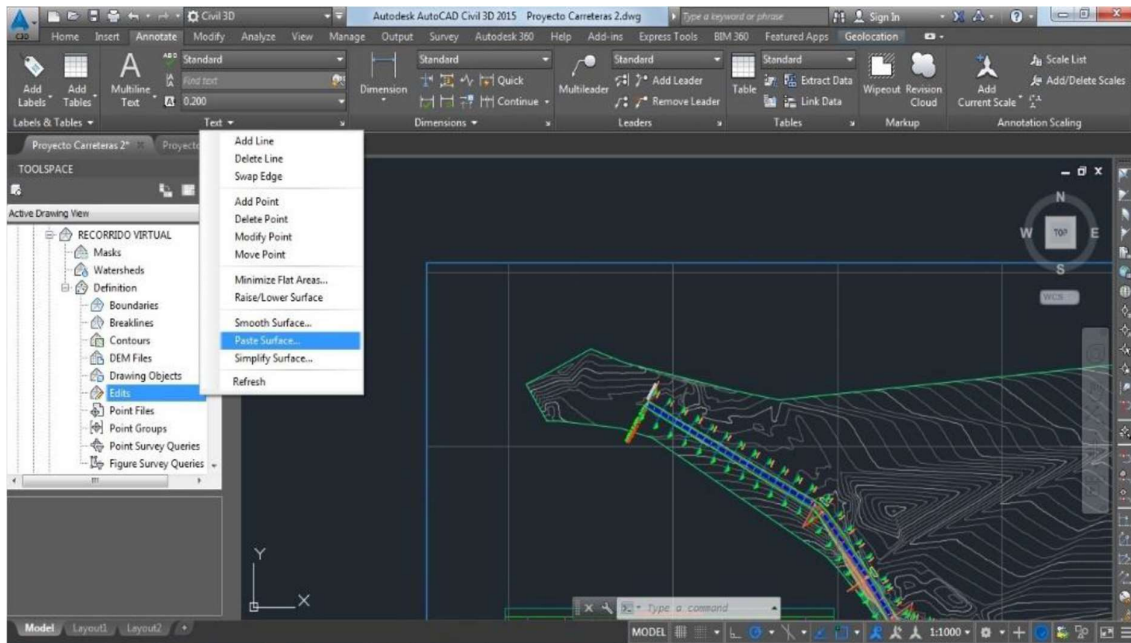 Civil 3D
Autodesk AutoCAD Civil 3D 2015 Proyecto Carreteras 2.dwg
Type a keyword or phrase
Sign In
C3D
Home Insert Annotate Modify Analyze View Manage Output Survey Autodesk 360 Help Add-ins Express Tools BIM 360 Featured Apps Geolocation
Add Labels
Add Tables
Multiline Text
Standard
Find text
0.200
Dimension
Standard
Quick
Continue
Multileader
Standard
Add Leader
Remove Leader
Table
Standard
Extract Data
Link Data
Wipeout
Revision Cloud
Add Current Scale
Scale List
Add/Delete Scales
Labels & Tables
Text
Dimensions
Leaders
Tables
Markup
Annotation Scaling
Proyecto Carreteras 2*
Proyect
TOOLSPACE
Active Drawing View
RECORRIDO VIRTUAL
Masks
Watersheds
Definition
Boundaries
Breaklines
Contours
DEM Files
Drawing Objects
Edits
Point Files
Point Groups
Point Survey Queries
Figure Survey Queries
Add Line
Delete Line
Swap Edge
Add Point
Delete Point
Modify Point
Move Point
Minimize Flat Areas...
Raise/Lower Surface
Smooth Surface...
Paste Surface...
Simplify Surface...
Refresh
N
W
TOP
E
S
WCS
Y
X
Type a command
Model Layout1 Layout2 +
MODEL
1:1000